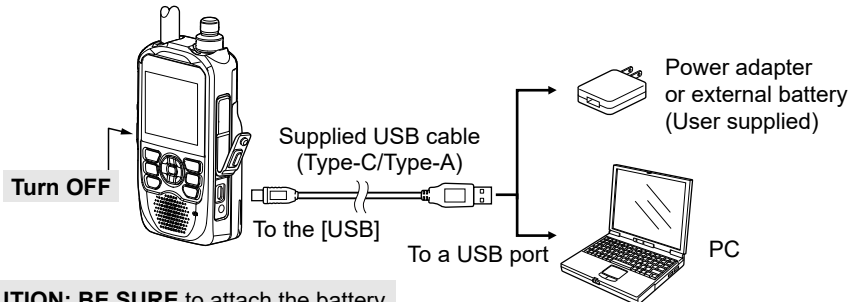 Power adapter
or external battery
(User supplied)
Supplied USB cable
(Type-C/Type-A)
Turn OFF
To the [USB]
To a USB port
PC
UTION: BE SURE to attach the battery